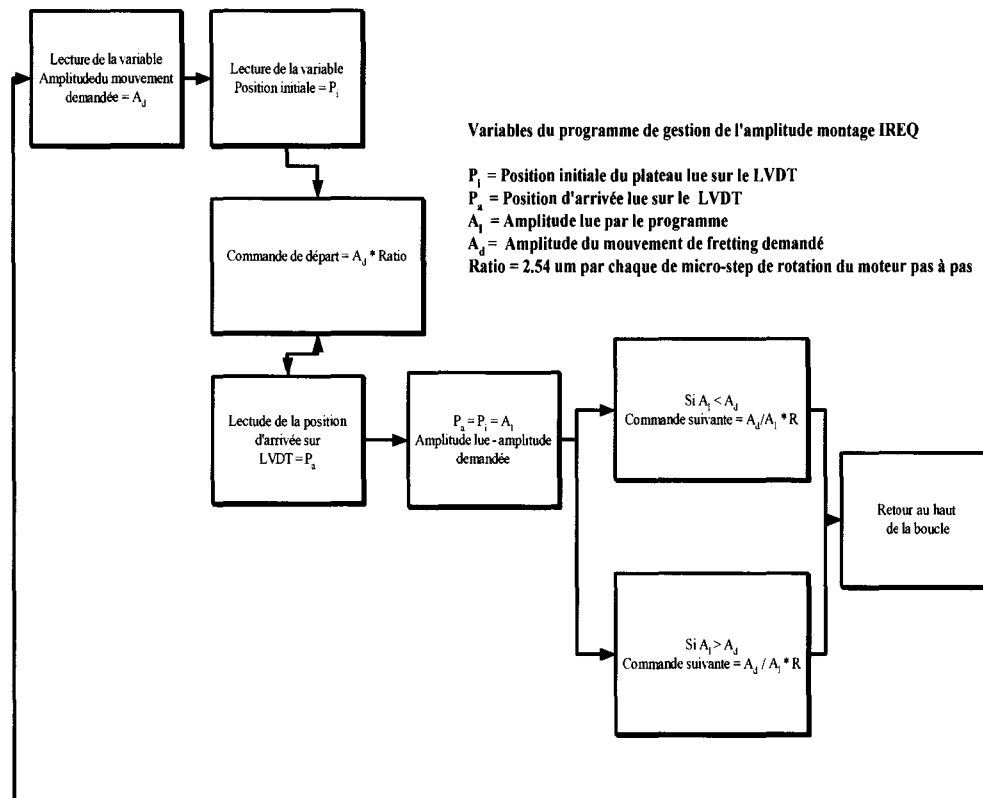 Lecture de la variable
Amplitudedu mouvement
demandée = A_d
Lecture de la variable
Position initiale = P_i
Variables du programme de gestion de l'amplitude montage IREQ
P_i = Position initiale du plateau lue sur le LVDT
P_a = Position d'arrivée lue sur le LVDT
A_l = Amplitude lue par le programme
A_d = Amplitude du mouvement de fretting demandé
Ratio = 2.54 um par chaque de micro-step de rotation du moteur pas à pas
Commande de départ = A_d * Ratio
Lectude de la position
d'arrivée sur
LVDT = P_a
P_a = P_i = A_l
Amplitude lue - amplitude
demandée
Si A_l < A_d
Commande suivante = A_d/A_l * R
Si A_l > A_d
Commande suivante = A_d / A_l * R
Retour au haut
de la boucle